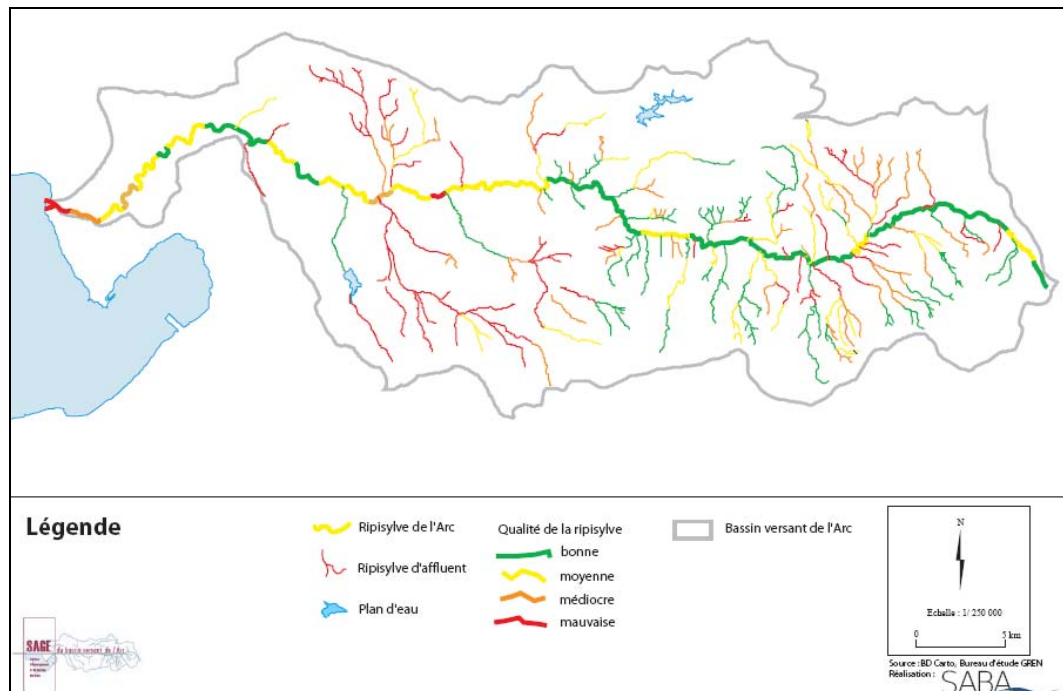 Légende
Ripisylve de l'Arc
Ripisylve d'affluent
Plan d'eau
Qualité de la ripisylve
bonne
moyenne
médiocre
mauvaise
Bassin versant de l'Arc
N
Echelle : 1/ 250 000
0 5 km
Source : BD Carto, Bureau d'étude GREN
Réalisation : SABA
SAGE du bassin versant de l'Arc